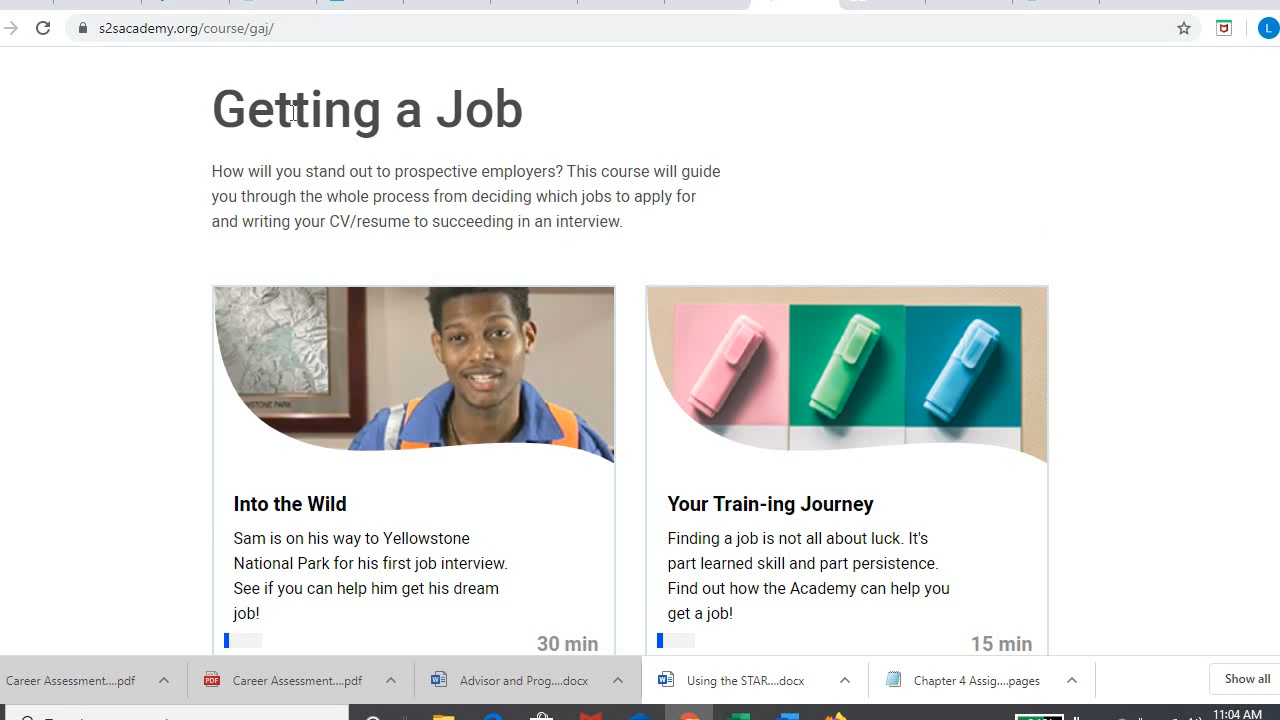 s2sacademy.org/course/gaj/
L
Getting a Job
How will you stand out to prospective employers? This course will guide
you through the whole process from deciding which jobs to apply for
and writing your CV/resume to succeeding in an interview.
Into the Wild
Sam is on his way to Yellowstone
National Park for his first job interview.
See if you can help him get his dream
job!
30 min
Your Train-ing Journey
Finding a job is not all about luck. It's
part learned skill and part persistence.
Find out how the Academy can help you
get a job!
15 min
Career Assessment....pdf
PDF
Career Assessment....pdf
Advisor and Prog....docx
Using the STAR....docx
Chapter 4 Assig....pages
Show all
11:04 AM